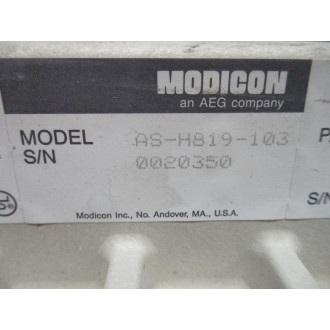 MODICON
an AEG company
MODEL AS-H819-103
S/N 0020350
Modicon Inc., No. Andover, MA., U.S.A.
S/N